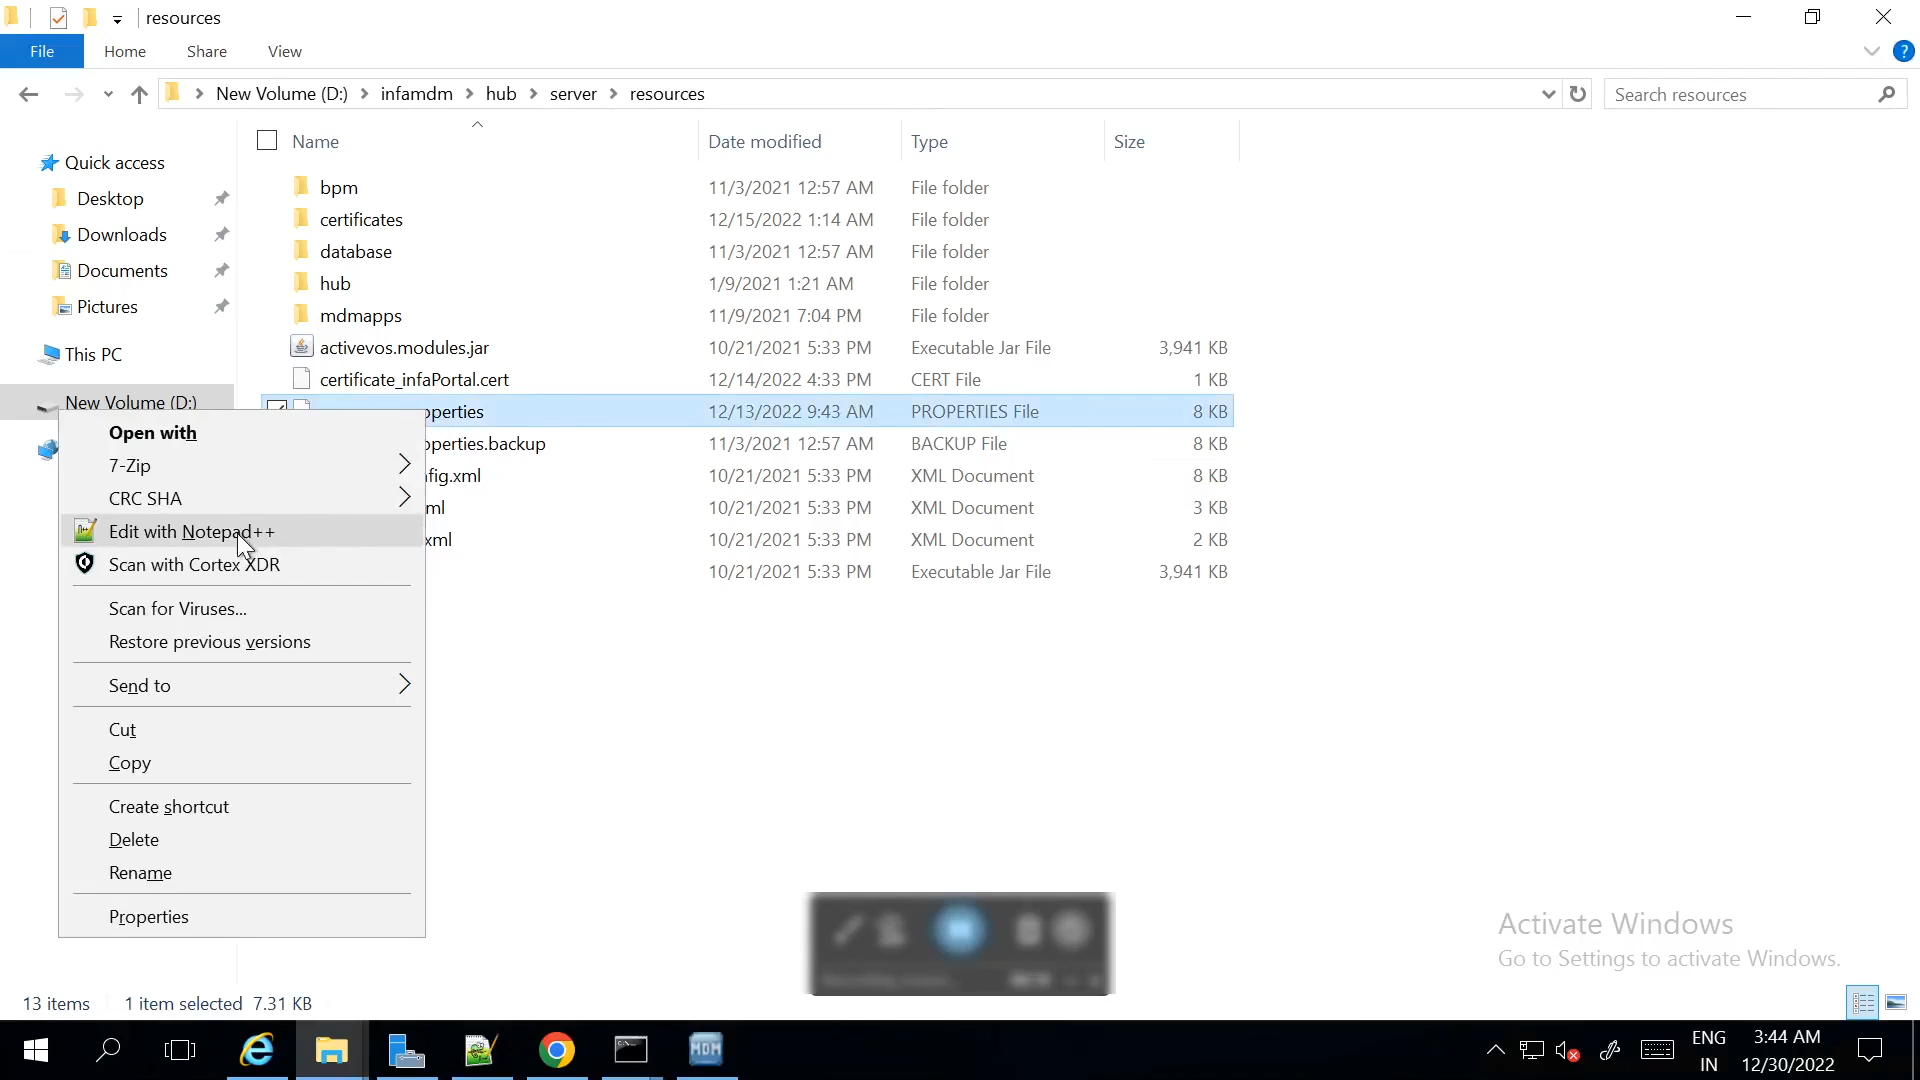 resources
File
Home
Share
View
New Volume (D:)
infamdm
hub
server
resources
Search resources
Name
Date modified
Type
Size
Quick access
Desktop
Downloads
Documents
Pictures
This PC
New Volume (D:)
bpm 11/3/2021 12:57 AM File folder
certificates 12/15/2022 1:14 AM File folder
database 11/3/2021 12:57 AM File folder
hub 1/9/2021 1:21 AM File folder
mdmapps 11/9/2021 7:04 PM File folder
activevos.modules.jar 10/21/2021 5:33 PM Executable Jar File 3,941 KB
certificate_infaPortal.cert 12/14/2022 4:33 PM CERT File 1 KB
operties 12/13/2022 9:43 AM PROPERTIES File 8 KB
operties.backup 11/3/2021 12:57 AM BACKUP File 8 KB
nfig.xml 10/21/2021 5:33 PM XML Document 8 KB
ml 10/21/2021 5:33 PM XML Document 3 KB
xml 10/21/2021 5:33 PM XML Document 2 KB
10/21/2021 5:33 PM Executable Jar File 3,941 KB
Open with
7-Zip
CRC SHA
Edit with Notepad++
Scan with Cortex XDR
Scan for Viruses...
Restore previous versions
Send to
Cut
Copy
Create shortcut
Delete
Rename
Properties
Activate Windows
Go to Settings to activate Windows.
13 items
1 item selected 7.31 KB
MDM
ENG
IN
3:44 AM
12/30/2022